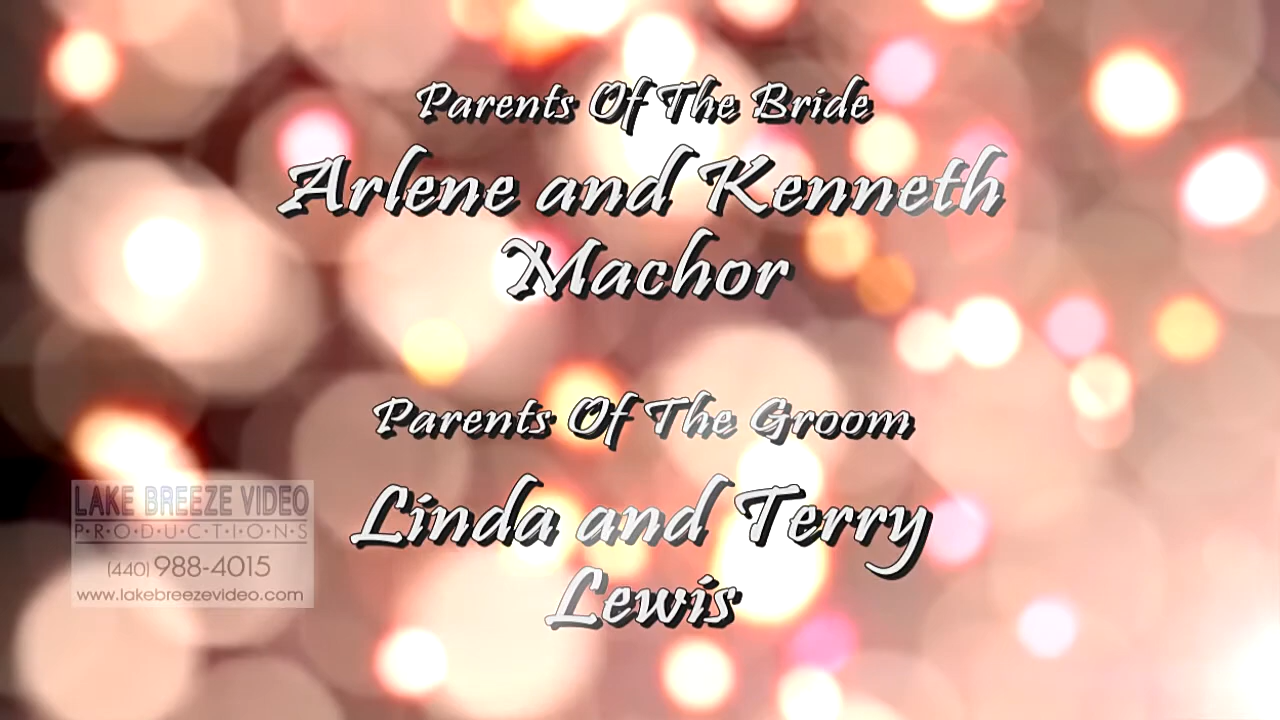 Parents Of The Bride
Arlene and Kenneth
Machor
Parents Of The Groom
Linda and Terry
Lewis
LAKE BREEZE VIDEO
P·R·O·D·U·C·T·I·O·N·S
(440) 988-4015
www.lakebreezevideo.com